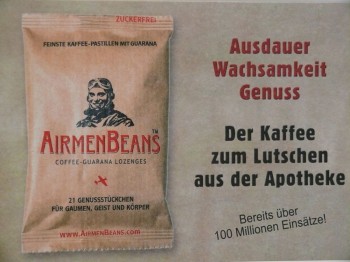 ZUCKERFREI
FEINSTE KAFFEE-PASTILLEN MIT GUARANA
AIRMENBEANS™
COFFEE-GUARANA LOZENGES
21 GENUSSSTÜCKCHEN
FÜR GAUMEN, GEIST UND KÖRPER
www.AIRMENBEANS.com
Ausdauer
Wachsamkeit
Genuss
Der Kaffee
zum Lutschen
aus der Apotheke
Bereits über
100 Millionen Einsätze!